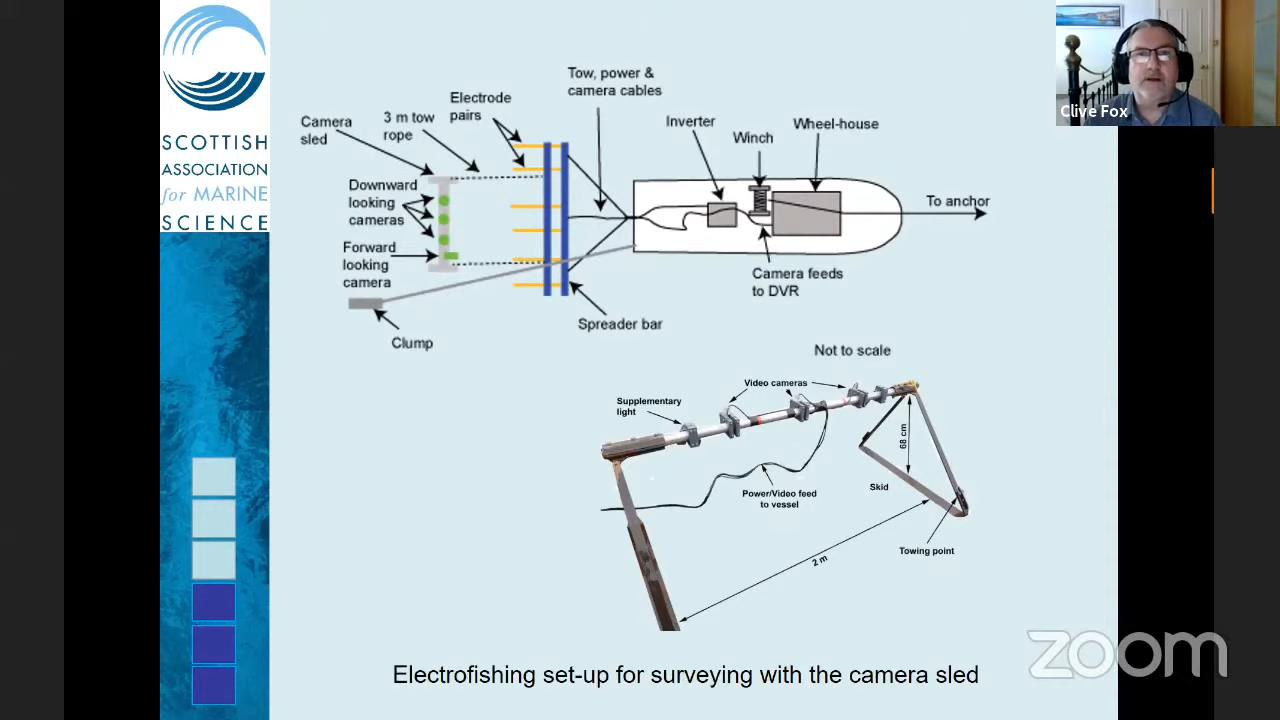 SCOTTISH
ASSOCIATION
for MARINE
SCIENCE
Clive Fox
Tow, power &
camera cables
Electrode
pairs
3 m tow
rope
Camera
sled
Inverter
Winch
Wheel-house
Downward
looking
cameras
To anchor
Forward
looking
camera
Camera feeds
to DVR
Spreader bar
Clump
Not to scale
Video cameras
Supplementary
light
68 cm
Skid
Power/Video feed
to vessel
Towing point
2 m
Electrofishing set-up for surveying with the camera sled
zoom